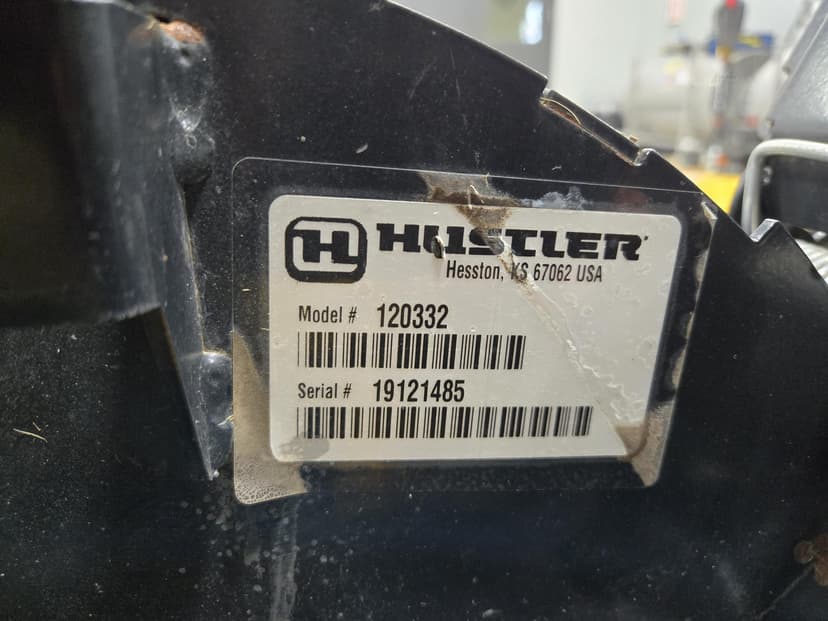 H HUSTLER
Hesston, KS 67062 USA
Model # 120332
Serial # 19121485